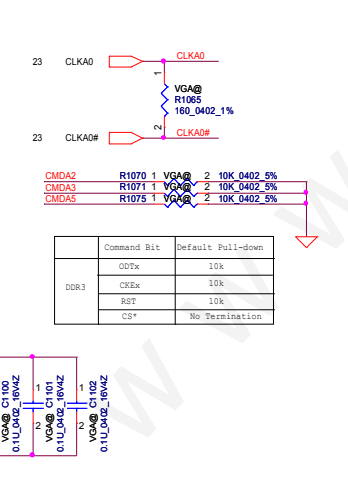 23 CLKA0 CLKA0
1
VGA@
R1065
160_0402_1%
2
23 CLKA0# CLKA0#
CMDA2 R1070 1 VGA@ 2 10K_0402_5%
CMDA3 R1071 1 VGA@ 2 10K_0402_5%
CMDA5 R1075 1 VGA@ 2 10K_0402_5%
Command Bit Default Pull-down
DDR3
ODTx 10k
CKEx 10k
RST 10k
CS* No Termination
VGA@ C1100
0.1U_0402_16V4Z
1
2
VGA@ C1101
0.1U_0402_16V4Z
1
2
VGA@ C1102
0.1U_0402_16V4Z
W
W